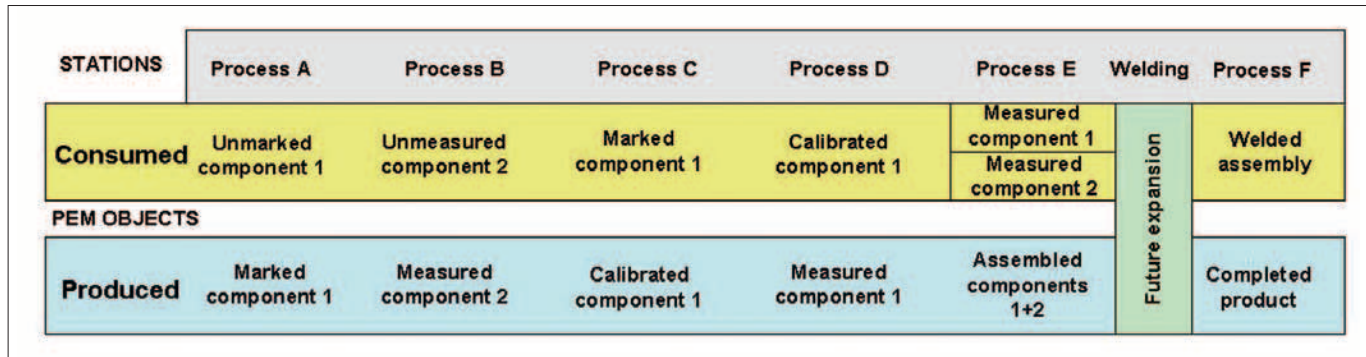 STATIONS Process A Process B Process C Process D Process E Welding Process F
Consumed
Unmarked
component 1
Unmeasured
component 2
Marked
component 1
Calibrated
component 1
Measured
component 1
Measured
component 2
Welded
assembly
Future expansion
PEM OBJECTS
Produced
Marked
component 1
Measured
component 2
Calibrated
component 1
Measured
component 1
Assembled
components
1+2
Completed
product